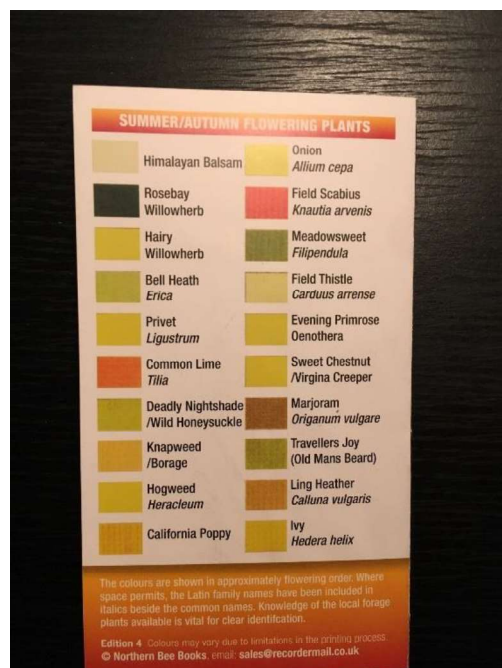 SUMMER/AUTUMN FLOWERING PLANTS
Himalayan Balsam
Rosebay
Willowherb
Hairy
Willowherb
Bell Heath
Erica
Privet
Ligustrum
Common Lime
Tilia
Deadly Nightshade
/Wild Honeysuckle
Knapweed
/Borage
Hogweed
Heracleum
California Poppy
Onion
Allium cepa
Field Scabius
Knautia arvenis
Meadowsweet
Filipendula
Field Thistle
Carduus arrense
Evening Primrose
Oenothera
Sweet Chestnut
/Virgina Creeper
Marjoram
Origanum vulgare
Travellers Joy
(Old Mans Beard)
Ling Heather
Calluna vulgaris
Ivy
Hedera helix
The colours are shown in approximately flowering order. Where
space permits, the Latin family names have been included in
italics beside the common names. Knowledge of the local forage
plants available is vital for clear identifcation.
Edition 4 Colours may vary due to limitations in the printing process.
© Northern Bee Books, email: sales@recordermail.co.uk